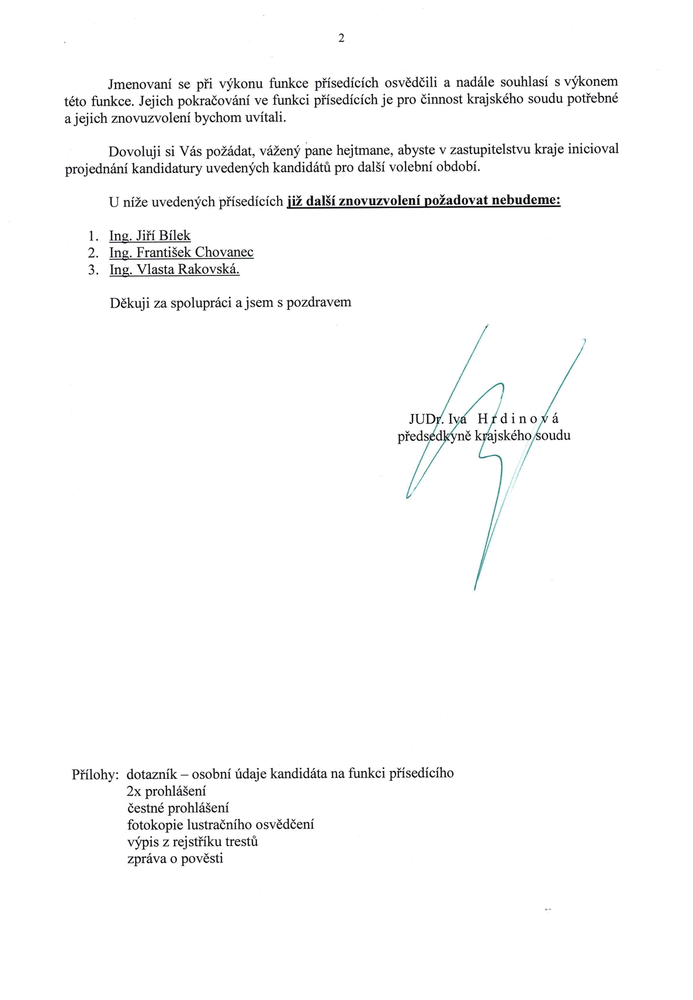 2
Jmenovaní se při výkonu funkce přísedících osvědčili a nadále souhlasí s výkonem
této funkce. Jejich pokračování ve funkci přísedících je pro činnost krajského soudu potřebné
a jejich znovuzvolení bychom uvítali.
Dovoluji si Vás požádat, vážený pane hejtmane, abyste v zastupitelstvu kraje inicioval
projednání kandidatury uvedených kandidátů pro další volební období.
U níže uvedených přísedících již další znovuzvolení požadovat nebudeme:
1. Ing. Jiří Bílek
2. Ing. František Chovanec
3. Ing. Vlasta Rakovská.
Děkuji za spolupráci a jsem s pozdravem
JUDr. Iva H r d i n o v á
předsedkyně krajského soudu
Přílohy: dotazník – osobní údaje kandidáta na funkci přísedícího
2x prohlášení
čestné prohlášení
fotokopie lustračního osvědčení
výpis z rejstříku trestů
zpráva o pověsti